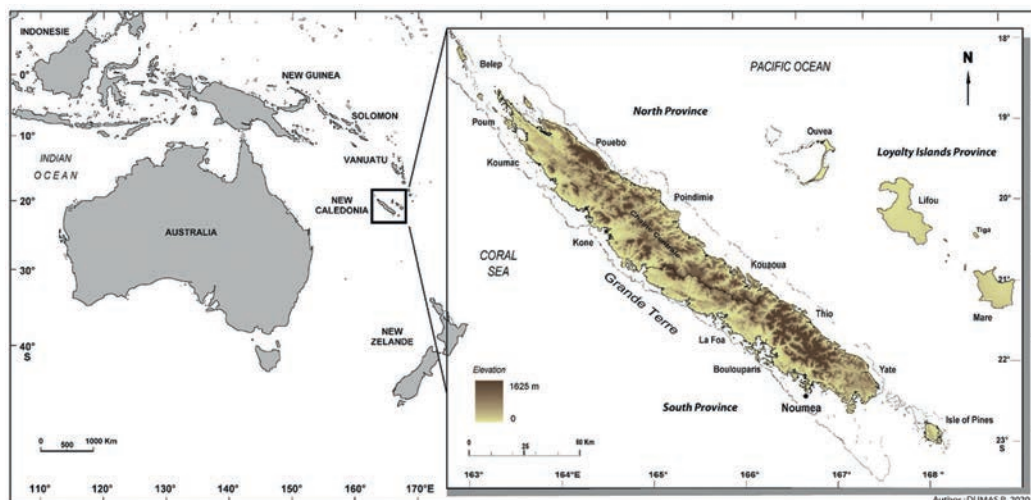 INDONESIE
NEW GUINEA
0°
SOLOMON
10°
INDIAN
OCEAN
VANUATU
20°
NEW
CALEDONIA
AUSTRALIA
30°
NEW
ZELANDE
40°
S
0
500 1000 Km
110° 120° 130° 140° 150° 160° 170°E
18°
PACIFIC OCEAN
N
Belep
North Province
19°
Poum
Pouebo
Ouvea
Koumac
Loyalty Islands Province
Poindimie
Lifou
20°
Kone
Tiga
CORAL
SEA
Kouaoua
21°
Grande Terre
Mare
Thio
La Foa
22°
Elevation
Boulouparis
Yate
1625 m
0
South Province
Noumea
Isle of Pines
0 25 50 Km
23°
S
163° 164°E 165° 166° 167° 168°